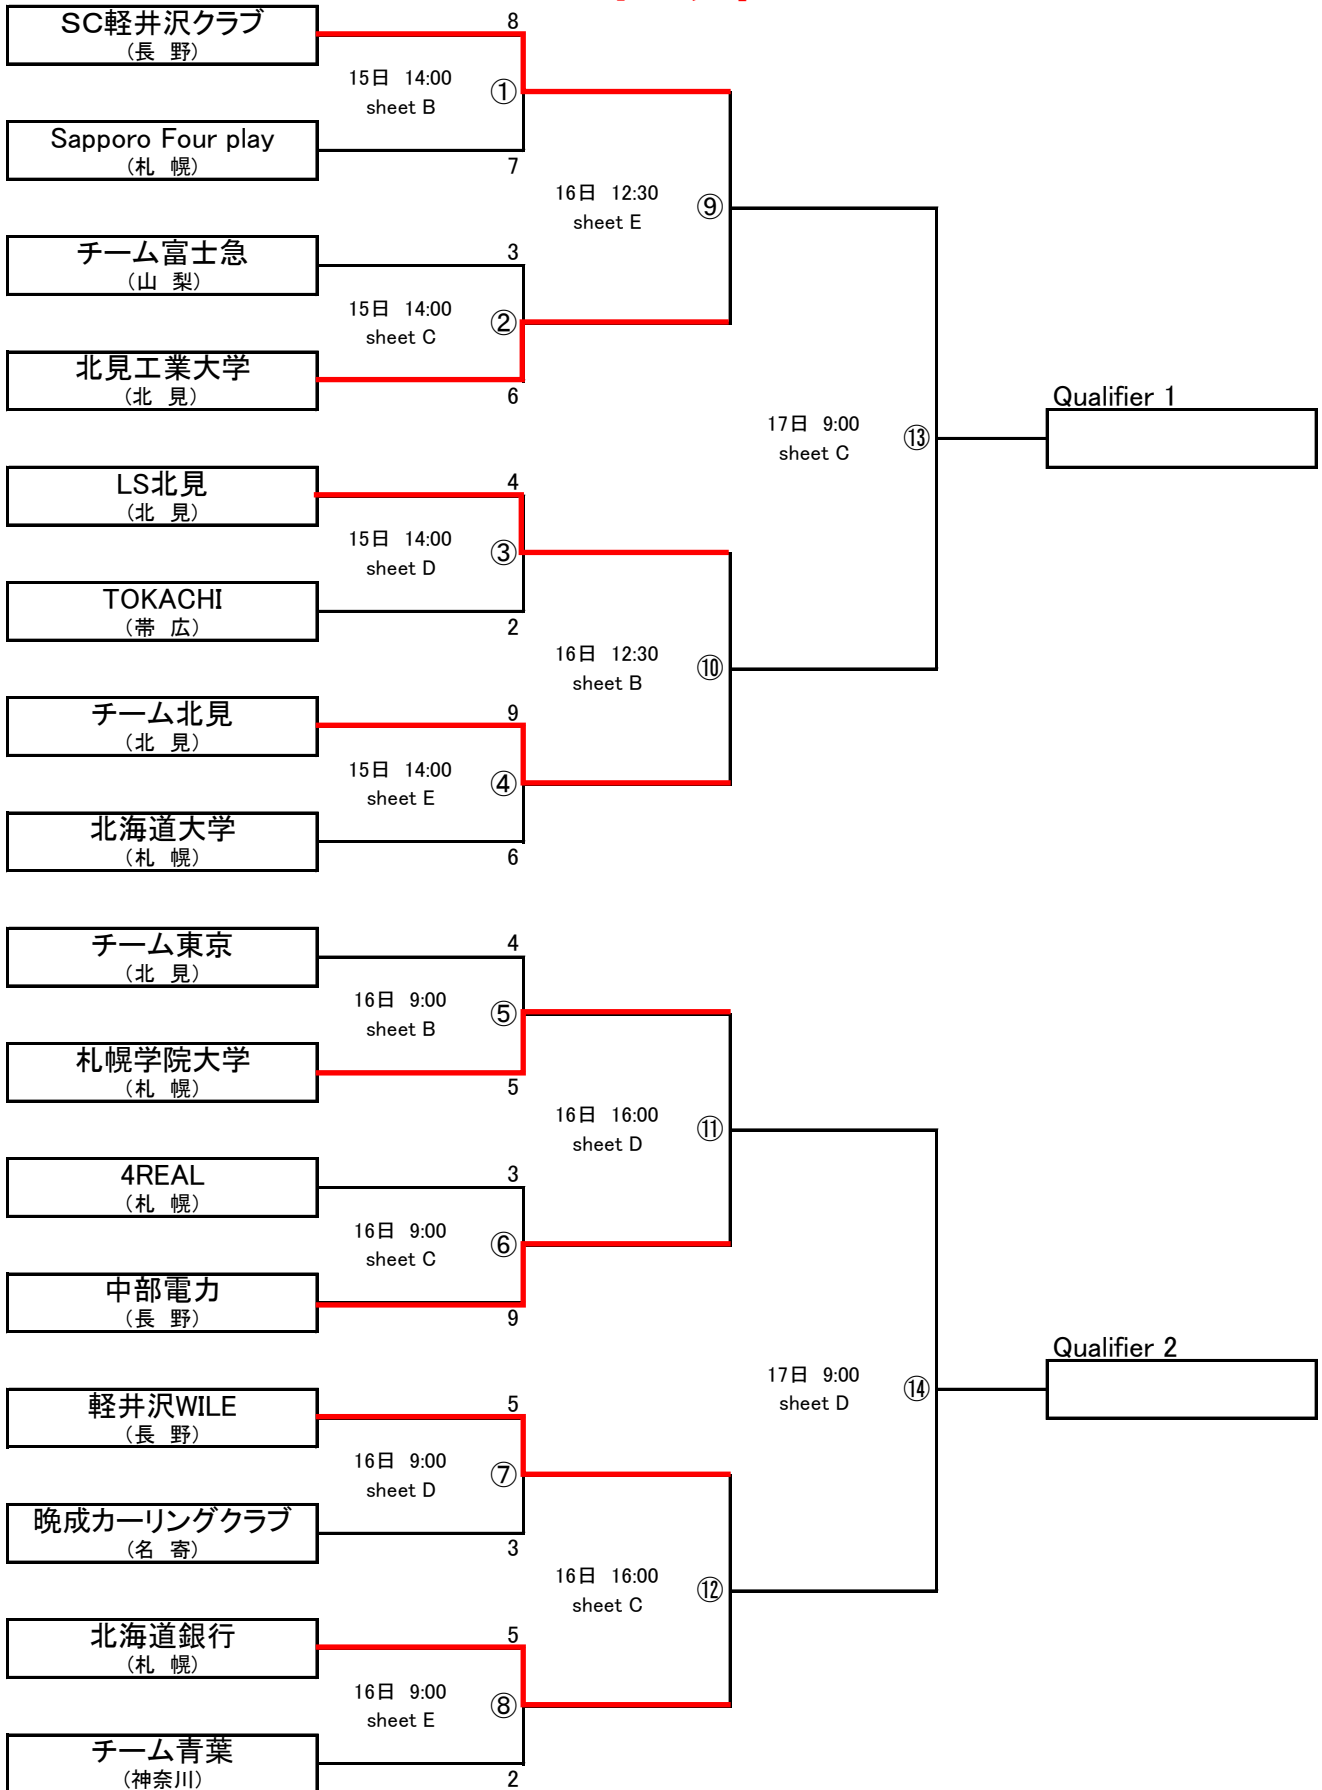 SC軽井沢クラブ
（長 野）
8
15日 14:00
sheet B
①
Sapporo Four play
（札 幌）
7
16日 12:30
sheet E
⑨
チーム富士急
（山 梨）
3
15日 14:00
sheet C
②
北見工業大学
（北 見）
6
17日 9:00
sheet C
⑬
Qualifier 1
LS北見
（北 見）
4
15日 14:00
sheet D
③
TOKACHI
（帯 広）
2
16日 12:30
sheet B
⑩
チーム北見
（北 見）
9
15日 14:00
sheet E
④
北海道大学
（札 幌）
6
チーム東京
（北 見）
4
16日 9:00
sheet B
⑤
札幌学院大学
（札 幌）
5
16日 16:00
sheet D
⑪
4REAL
（札 幌）
3
16日 9:00
sheet C
⑥
中部電力
（長 野）
9
17日 9:00
sheet D
⑭
Qualifier 2
軽井沢WILE
（長 野）
5
16日 9:00
sheet D
⑦
晩成カーリングクラブ
（名 寄）
3
16日 16:00
sheet C
⑫
北海道銀行
（札 幌）
5
16日 9:00
sheet E
⑧
チーム青葉
（神奈川）
2